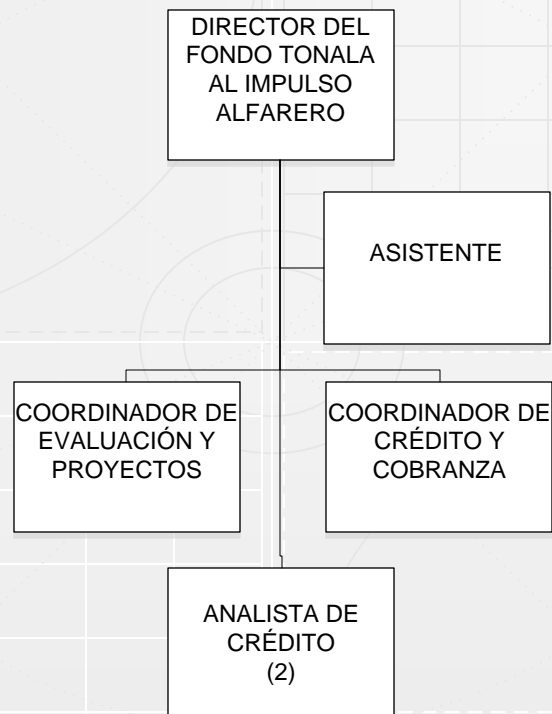 DIRECTOR DEL
FONDO TONALA
AL IMPULSO
ALFARERO
ASISTENTE
COORDINADOR DE
EVALUACIÓN Y
PROYECTOS
COORDINADOR DE
CRÉDITO Y
COBRANZA
ANALISTA DE
CRÉDITO
(2)